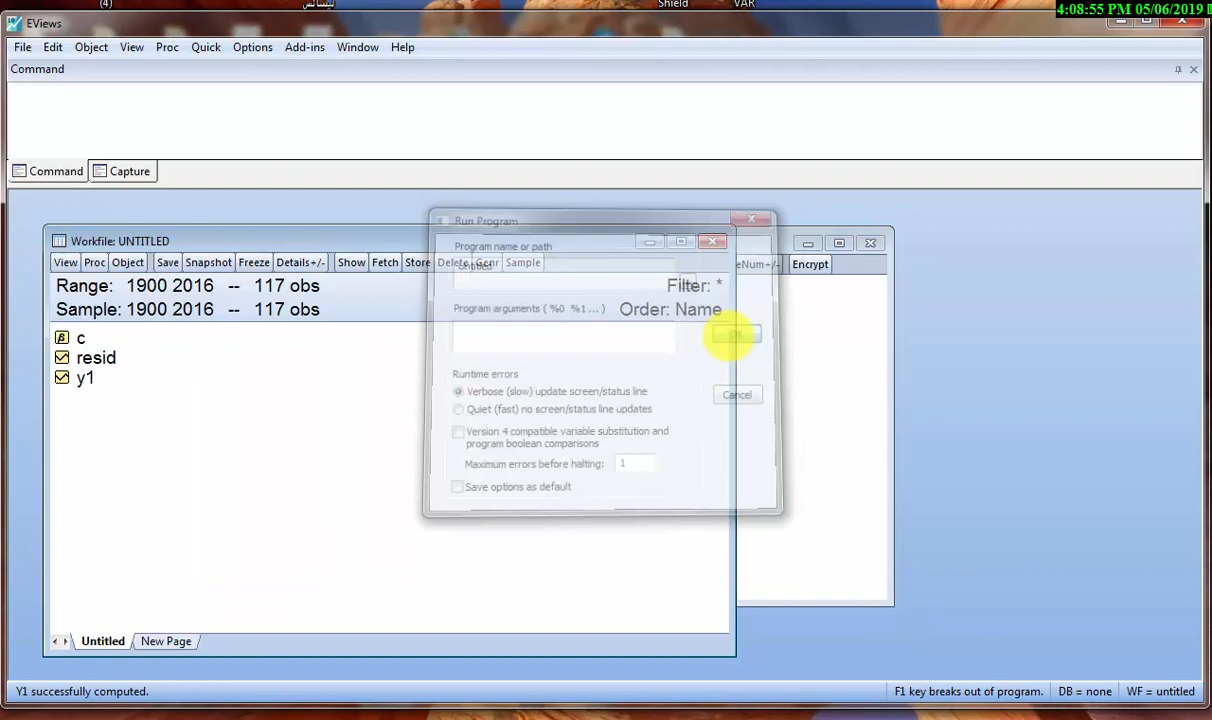 (4)
بيسانس
Shield
VAR
4:08:55 PM 05/06/2019
EViews
File Edit Object View Proc Quick Options Add-ins Window Help
Command
Command Capture
Workfile: UNTITLED
View Proc Object Save Snapshot Freeze Details+/- Show Fetch Store Delete Genr Sample
Range: 1900 2016 -- 117 obs
Filter: *
Sample: 1900 2016 -- 117 obs
Order: Name
c
resid
y1
Untitled New Page
Run Program
Program name or path
Untitled
Program arguments ( %0 %1... )
OK
Runtime errors
Verbose (slow) update screen/status line
Cancel
Quiet (fast) no screen/status line updates
Version 4 compatible variable substitution and
program boolean comparisons
Maximum errors before halting: 1
Save options as default
eNum+/- Encrypt
Y1 successfully computed.
F1 key breaks out of program. DB = none WF = untitled